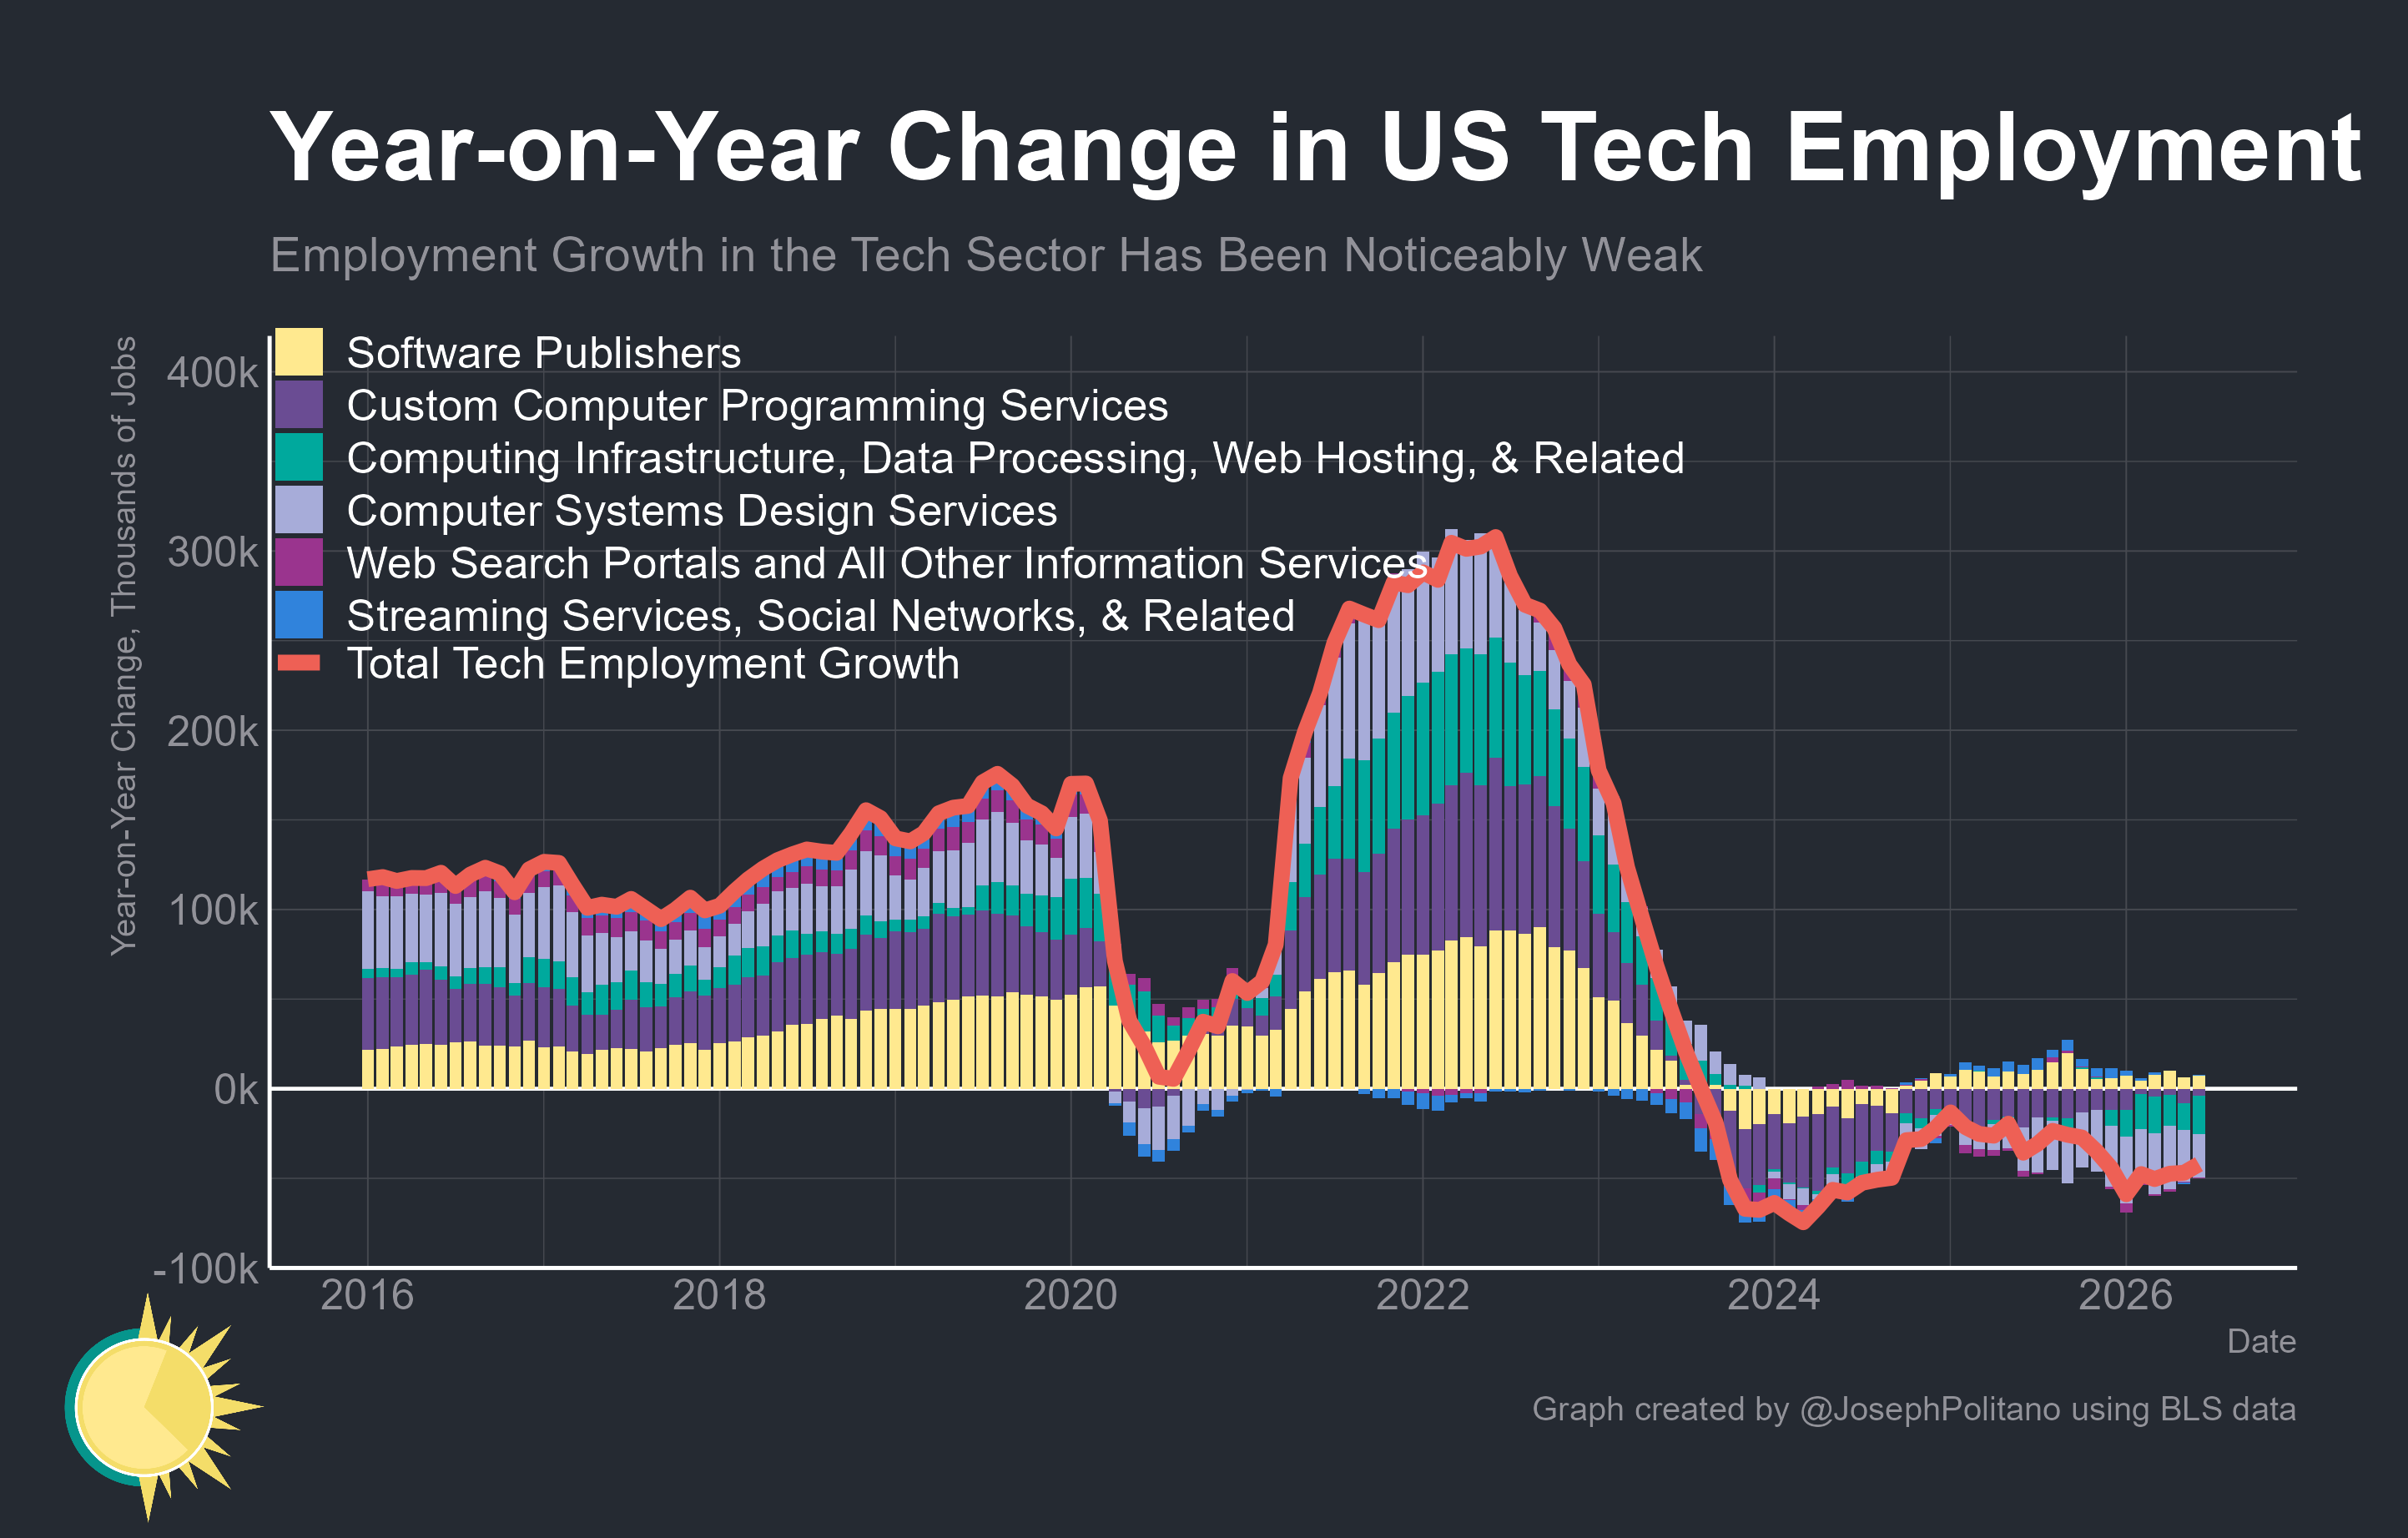 Year-on-Year Change in US Tech Employment
Employment Growth in the Tech Sector Has Been Noticeably Weak
Year-on-Year Change, Thousands of Jobs
400k
300k
200k
100k
0k
-100k
Software Publishers
Custom Computer Programming Services
Computing Infrastructure, Data Processing, Web Hosting, & Related
Computer Systems Design Services
Web Search Portals and All Other Information Services
Streaming Services, Social Networks, & Related
Total Tech Employment Growth
2016 2018 2020 2022 2024 2026
Date
Graph created by @JosephPolitano using BLS data